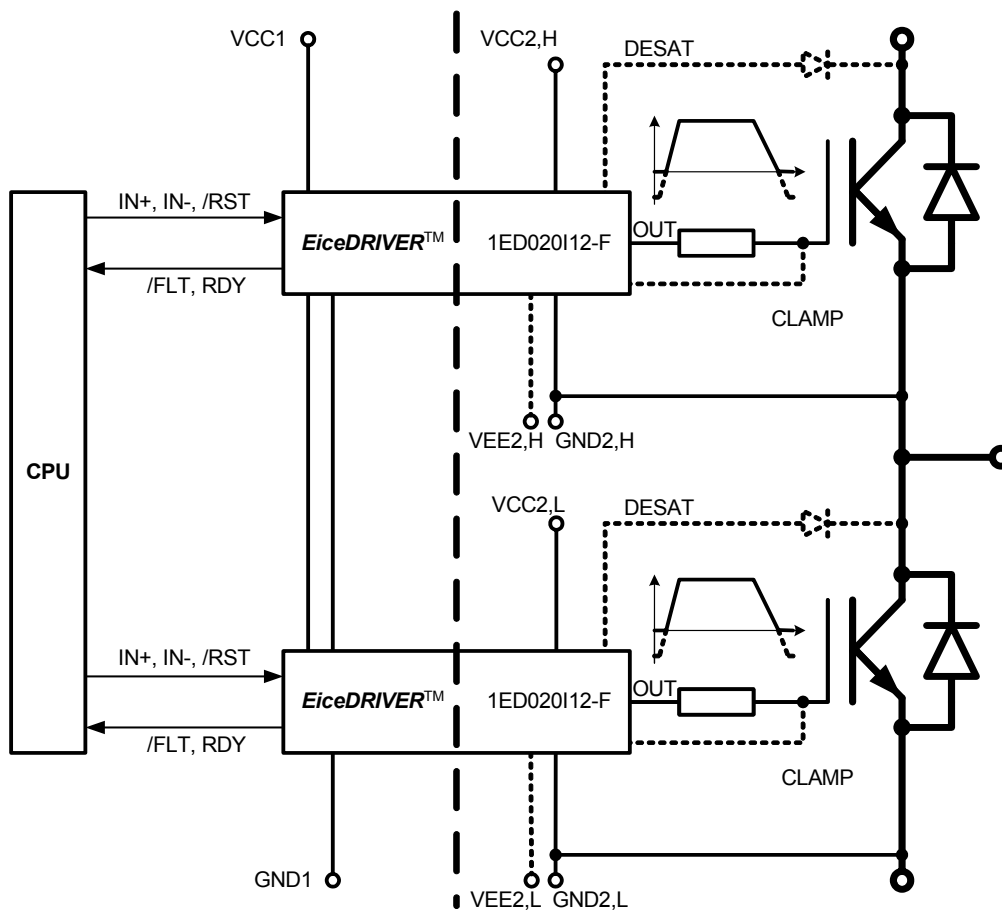 VCC1
VCC2,H
DESAT
IN+, IN-, /RST
EiceDRIVER™
1ED020I12-F
OUT
/FLT, RDY
CLAMP
VEE2,H
GND2,H
CPU
VCC2,L
DESAT
IN+, IN-, /RST
EiceDRIVER™
1ED020I12-F
OUT
/FLT, RDY
CLAMP
GND1
VEE2,L
GND2,L